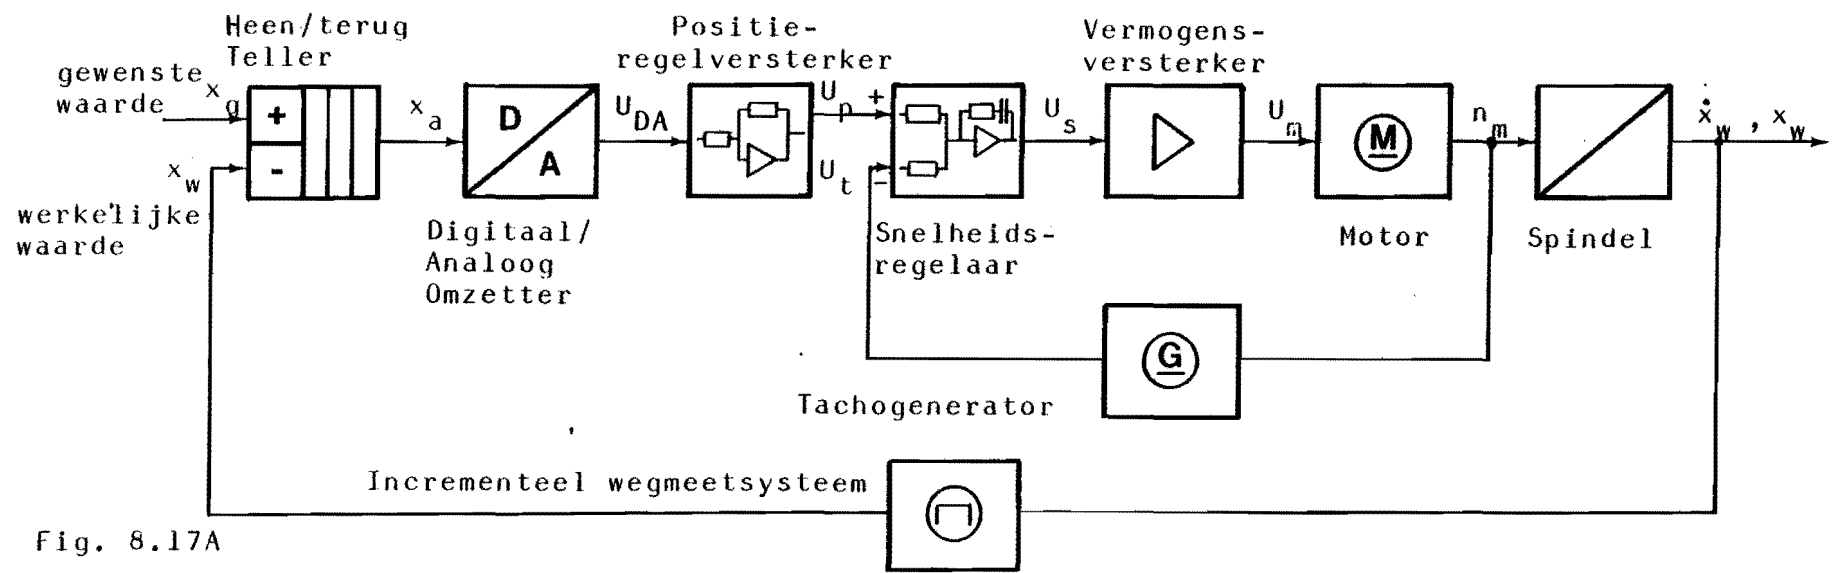 Heen/terug
Teller
Positie-
regelversterker
Vermogens-
versterker
gewenste
waarde
x_g
+
-
x_a
D
A
U_DA
U_p
+
U_t
-
U_s
U_m
M
n_m
ẋ_w , x_w
x_w
werkelijke
waarde
Digitaal/
Analoog
Omzetter
Snelheids-
regelaar
Motor
Spindel
G
Tachogenerator
Incrementeel wegmeetsysteem
Fig. 8.17A